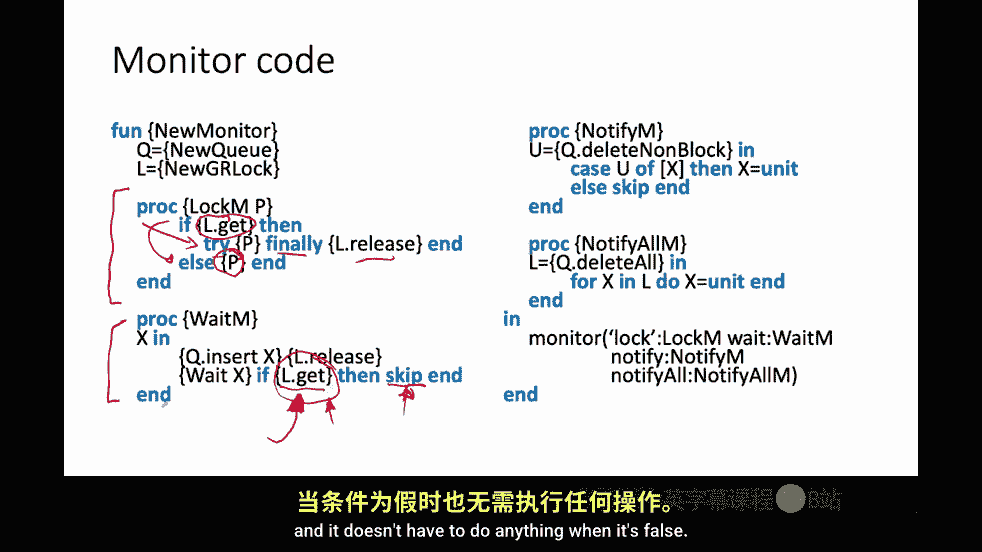 Monitor code
fun {NewMonitor}
Q={NewQueue}
L={NewGRLock}
proc {LockM P}
if {L.get} then
try {P} finally {L.release} end
else {P} end
end
proc {WaitM}
X in
{Q.insert X} {L.release}
{Wait X} if {L.get} then skip end
end
proc {NotifyM}
U={Q.deleteNonBlock} in
case U of [X] then X=unit
else skip end
end
proc {NotifyAllM}
L={Q.deleteAll} in
for X in L do X=unit end
end
in
monitor(‘lock’:LockM wait:WaitM
notify:NotifyM
notifyAll:NotifyAllM)
end
当条件为假时也无需执行任何操作。
and it doesn't have to do anything when it's false.